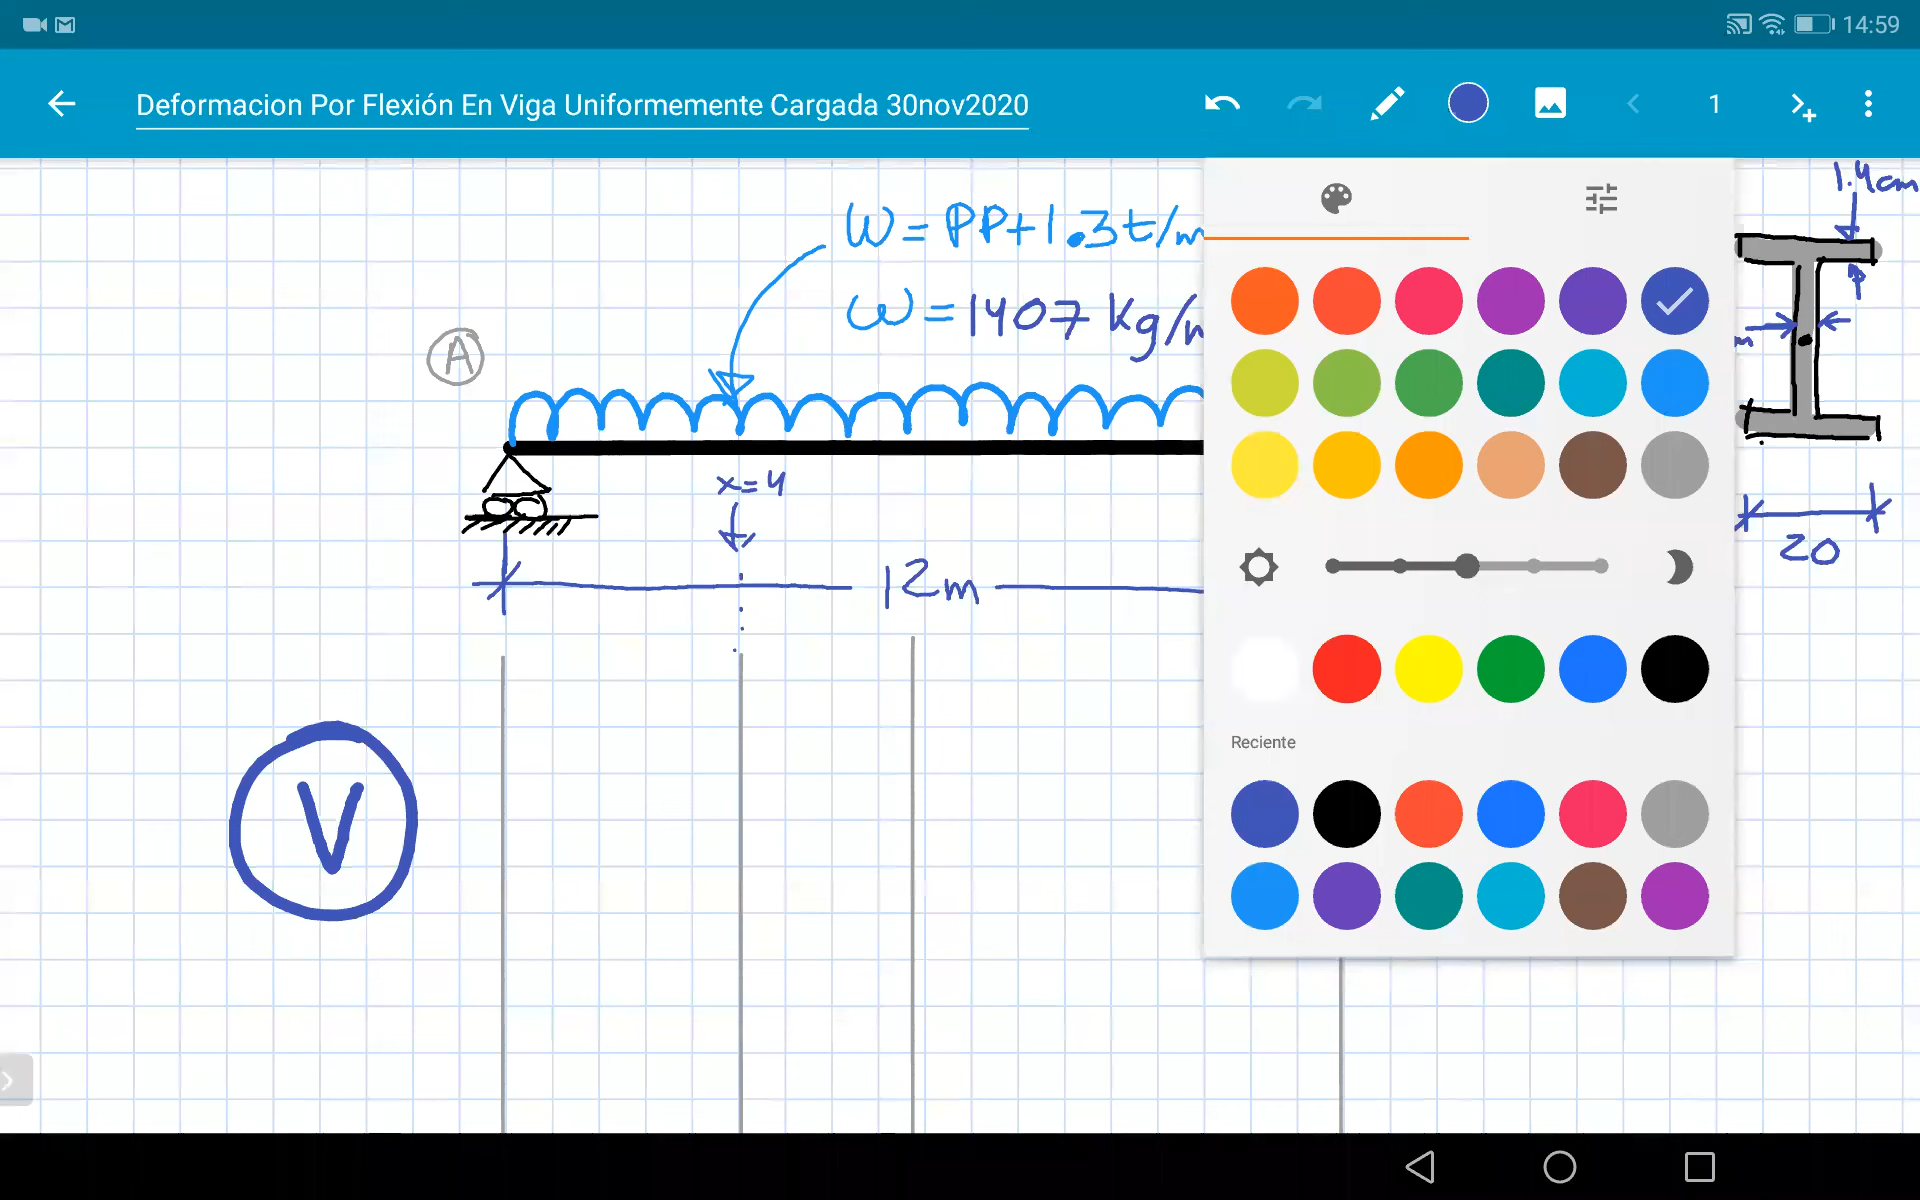 14:59
Deformacion Por Flexión En Viga Uniformemente Cargada 30nov2020
1
1.4cm
W = PP+1.3t/m
W = 1407 Kg/m
A
x=4
20
12m
Reciente
V